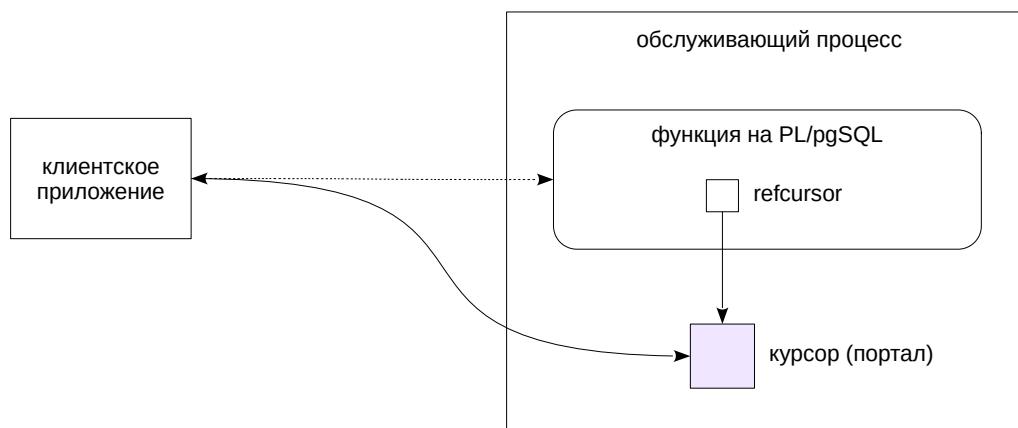 обслуживающий процесс
функция на PL/pgSQL
клиентское
приложение
refcursor
курсор (портал)